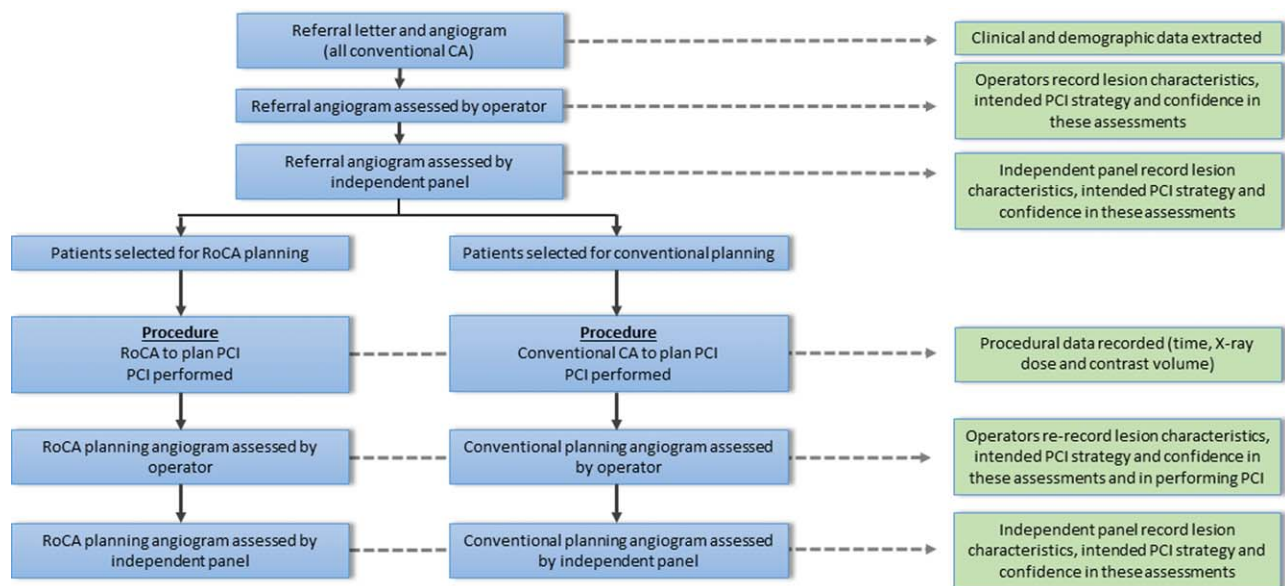 Referral letter and angiogram
(all conventional CA)
Clinical and demographic data extracted
Referral angiogram assessed by operator
Operators record lesion characteristics,
intended PCI strategy and confidence in
these assessments
Referral angiogram assessed by
independent panel
Independent panel record lesion
characteristics, intended PCI strategy and
confidence in these assessments
Patients selected for RoCA planning
Patients selected for conventional planning
Procedure
RoCA to plan PCI
PCI performed
Procedure
Conventional CA to plan PCI
PCI performed
Procedural data recorded (time, X-ray
dose and contrast volume)
RoCA planning angiogram assessed by
operator
Conventional planning angiogram assessed
by operator
Operators re-record lesion characteristics,
intended PCI strategy and confidence in
these assessments and in performing PCI
RoCA planning angiogram assessed by
independent panel
Conventional planning angiogram assessed
by independent panel
Independent panel record lesion
characteristics, intended PCI strategy and
confidence in these assessments